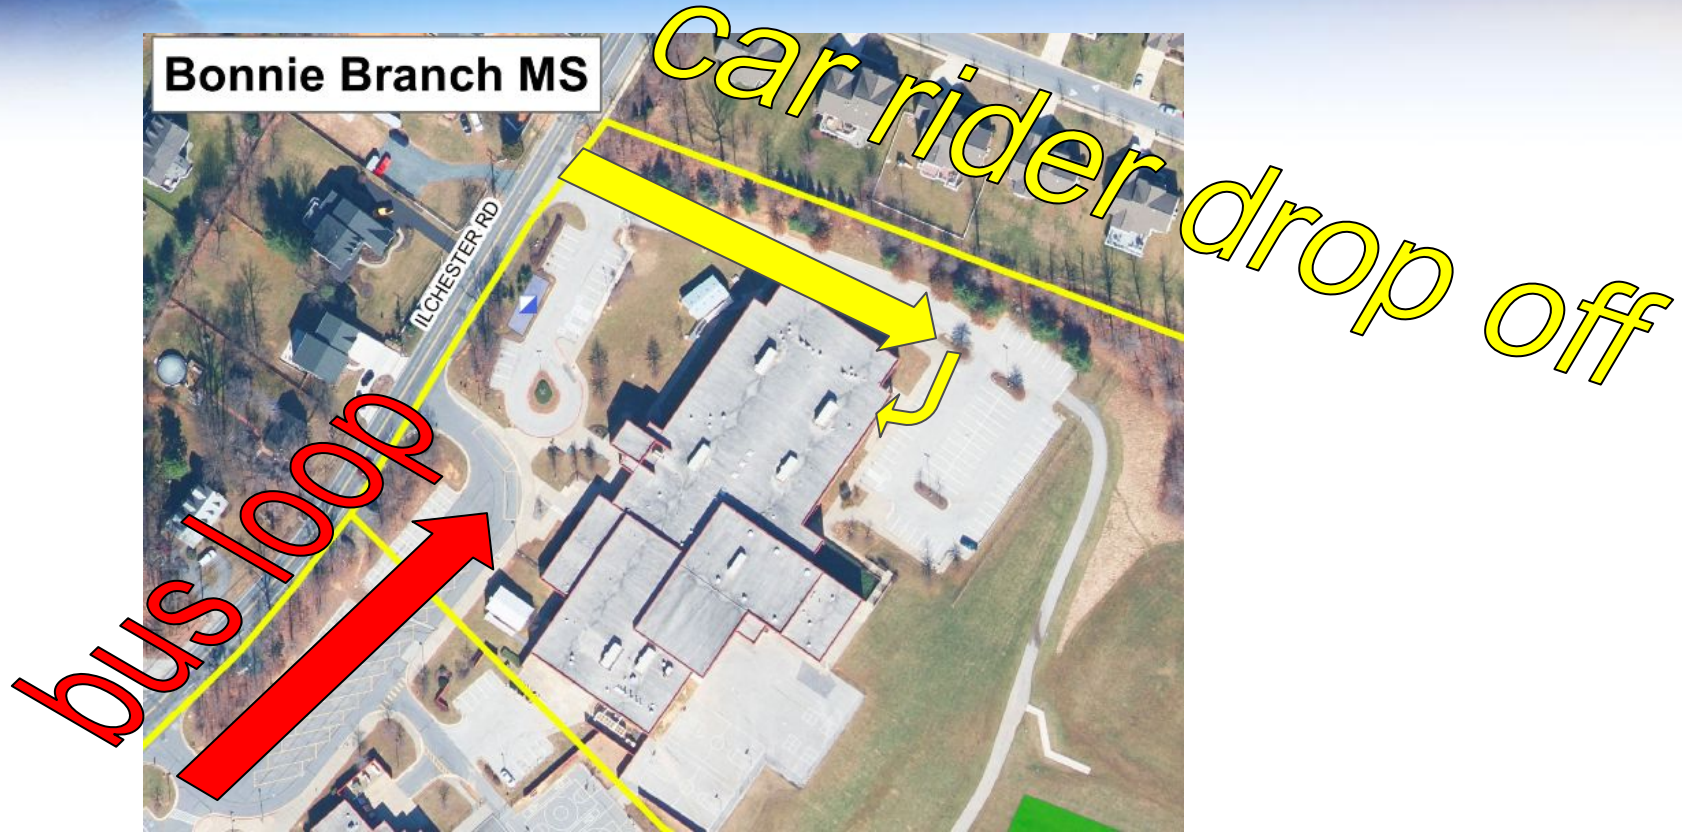 Bonnie Branch MS
car rider drop off
ILCHESTER RD
bus loop